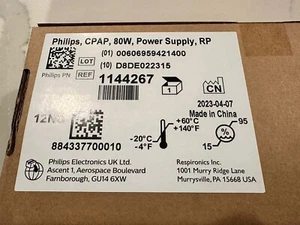 Philips, CPAP, 80W, Power Supply, RP
(01) 00606959421400
LOT (10) D8DE022315
Philips PN REF 1144267
1
CN
2023-04-07
Made in China
12NC
884337700010
-20°C
-4°F
+60°C
+140°F
95
15
Philips Electronics UK Ltd.
Ascent 1, Aerospace Boulevard
Farnborough, GU14 6XW
Respironics Inc.
1001 Murry Ridge Lane
Murrysville, PA 15668 USA